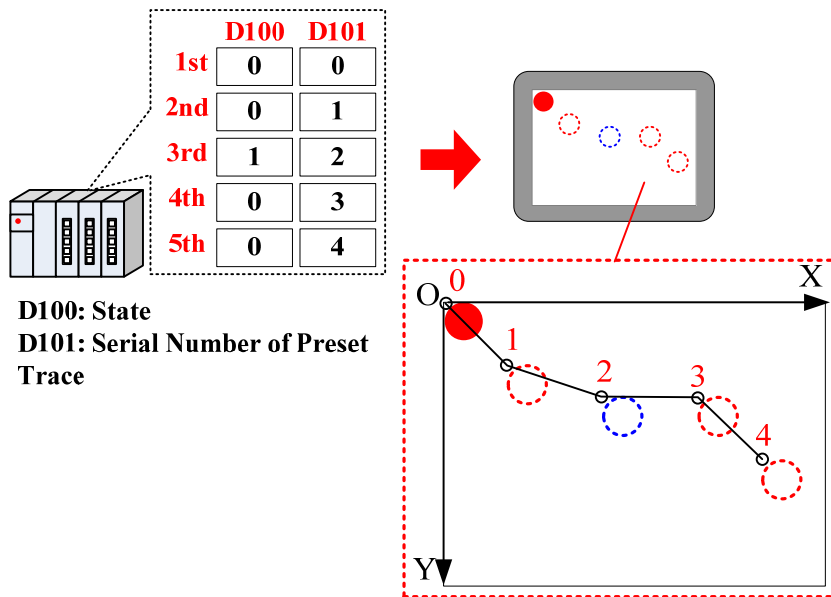 D100 D101
1st 0 0
2nd 0 1
3rd 1 2
4th 0 3
5th 0 4
D100: State
D101: Serial Number of Preset
Trace
0
X
O
1
2
3
4
Y